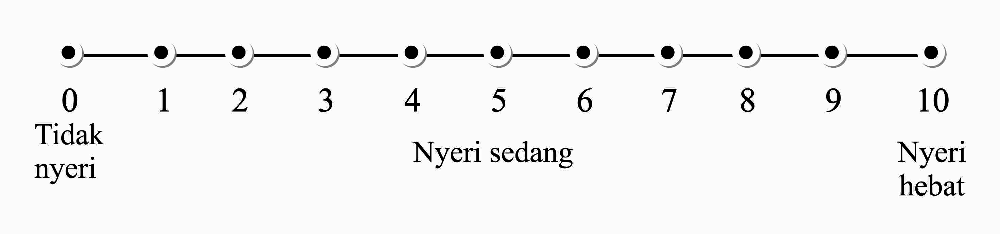 0 1 2 3 4 5 6 7 8 9 10
Tidak
nyeri
Nyeri sedang
Nyeri
hebat